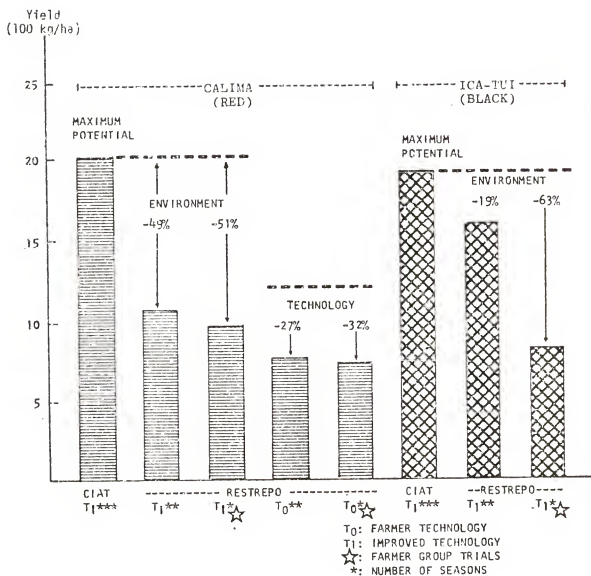 Yield
(100 kg/ha)
25
20
15
10
5
CALIMA
(RED)
ICA-TUI
(BLACK)
MAXIMUM
POTENTIAL
ENVIRONMENT
-49%
-51%
TECHNOLOGY
-27%
-32%
MAXIMUM
POTENTIAL
ENVIRONMENT
-19%
-63%
CIAT
RESTREPO
CIAT
RESTREPO
T1***
T1**
T1*☆
T0**
T0*☆
T1***
T1**
T1*☆
T0: FARMER TECHNOLOGY
T1: IMPROVED TECHNOLOGY
☆: FARMER GROUP TRIALS
*: NUMBER OF SEASONS